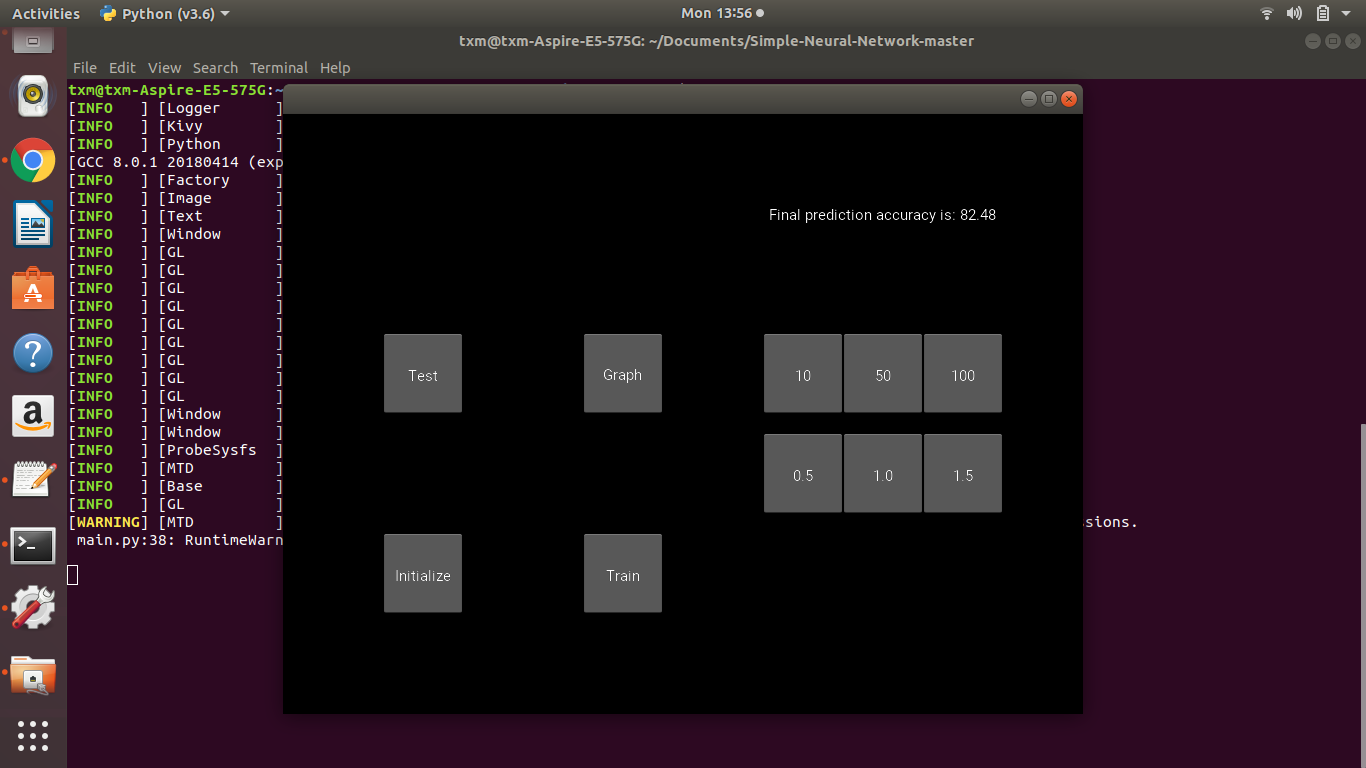 Activities Python (v3.6) Mon 13:56
txm@txm-Aspire-E5-575G: ~/Documents/Simple-Neural-Network-master
File Edit View Search Terminal Help
txm@txm-Aspire-E5-575G:~
[INFO ] [Logger ]
[INFO ] [Kivy ]
[INFO ] [Python ]
[GCC 8.0.1 20180414 (exp
[INFO ] [Factory ]
[INFO ] [Image ]
[INFO ] [Text ]
[INFO ] [Window ]
[INFO ] [GL ]
[INFO ] [GL ]
[INFO ] [GL ]
[INFO ] [GL ]
[INFO ] [GL ]
[INFO ] [GL ]
[INFO ] [GL ]
[INFO ] [GL ]
[INFO ] [GL ]
[INFO ] [Window ]
[INFO ] [Window ]
[INFO ] [ProbeSysfs ]
[INFO ] [MTD ]
[INFO ] [Base ]
[INFO ] [GL ]
[WARNING] [MTD ] sions.
main.py:38: RuntimeWarn
Final prediction accuracy is: 82.48
Test Graph 10 50 100
0.5 1.0 1.5
Initialize Train